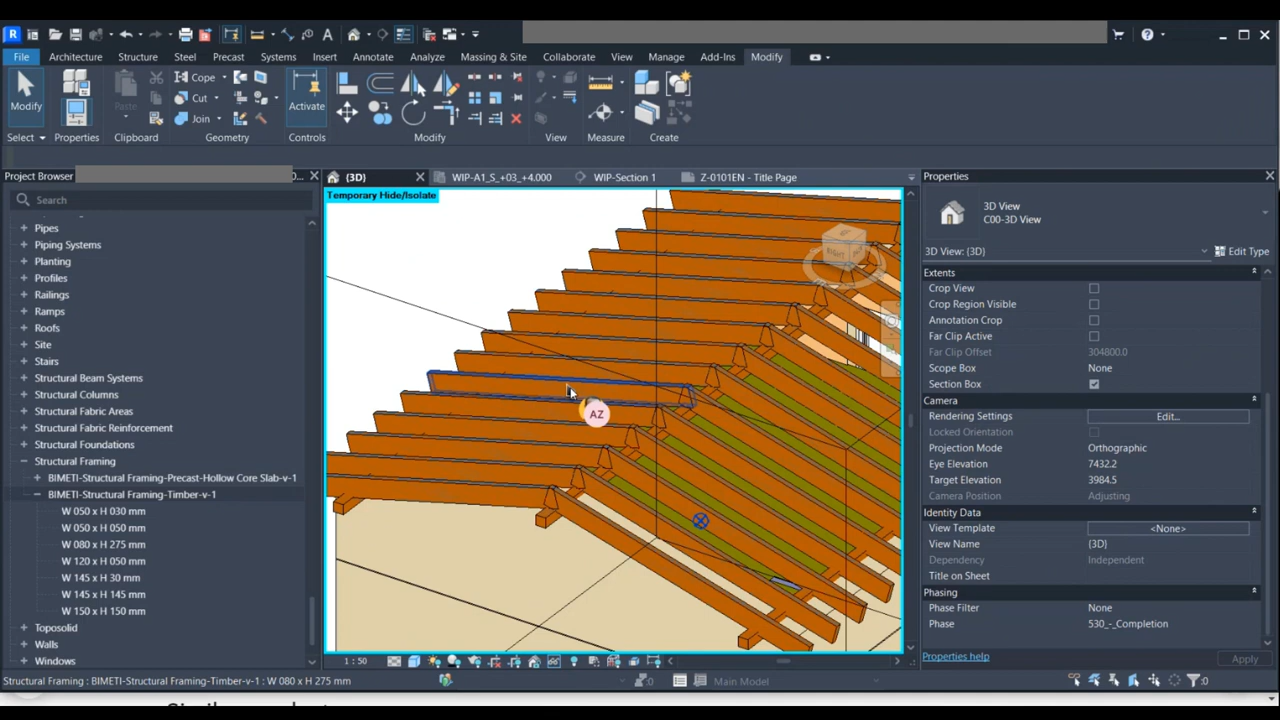 R
A
File
Architecture
Structure
Steel
Precast
Systems
Insert
Annotate
Analyze
Massing & Site
Collaborate
View
Manage
Add-Ins
Modify
Modify
Properties
Paste
Cope
Cut
Join
Activate
Select
Properties
Clipboard
Geometry
Controls
Modify
View
Measure
Create
Project Browser
0...
(3D)
WIP-A1_S_+03_+4.000
WIP-Section 1
Z-0101EN - Title Page
Properties
Search
Pipes
Piping Systems
Planting
Profiles
Railings
Ramps
Roofs
Site
Stairs
Structural Beam Systems
Structural Columns
Structural Fabric Areas
Structural Fabric Reinforcement
Structural Foundations
Structural Framing
BIMETI-Structural Framing-Precast-Hollow Core Slab-v-1
BIMETI-Structural Framing-Timber-v-1
W 050 x H 030 mm
W 050 x H 050 mm
W 080 x H 275 mm
W 120 x H 050 mm
W 145 x H 30 mm
W 145 x H 145 mm
W 150 x H 150 mm
Toposolid
Walls
Windows
Temporary Hide/Isolate
AZ
1 : 50
3D View
C00-3D View
3D View: {3D}
Edit Type
Extents
Crop View
Crop Region Visible
Annotation Crop
Far Clip Active
Far Clip Offset 304800.0
Scope Box None
Section Box
Camera
Rendering Settings Edit...
Locked Orientation
Projection Mode Orthographic
Eye Elevation 7432.2
Target Elevation 3984.5
Camera Position Adjusting
Identity Data
View Template <None>
View Name {3D}
Dependency Independent
Title on Sheet
Phasing
Phase Filter None
Phase 530_-_Completion
Properties help
Apply
Structural Framing : BIMETI-Structural Framing-Timber-v-1 : W 080 x H 275 mm
:0
Main Model
:0